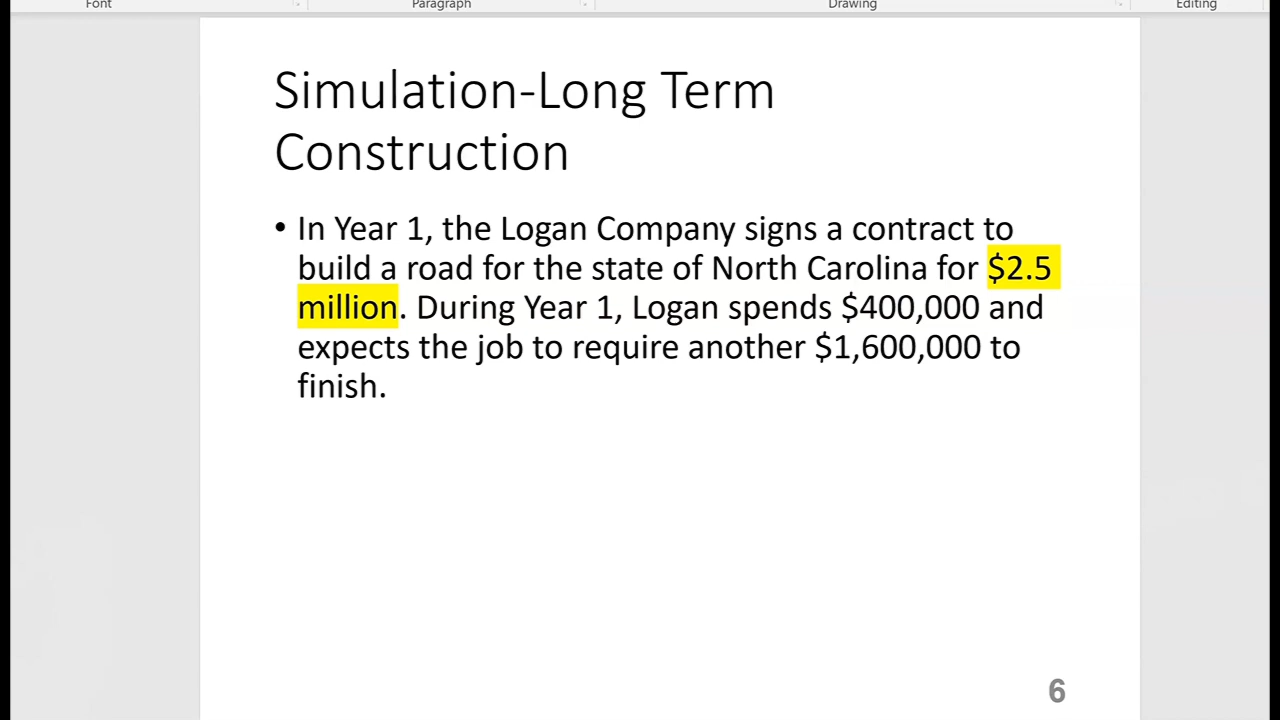 Font Paragraph Drawing Editing
Simulation-Long Term
Construction
• In Year 1, the Logan Company signs a contract to
build a road for the state of North Carolina for $2.5
million. During Year 1, Logan spends $400,000 and
expects the job to require another $1,600,000 to
finish.
6